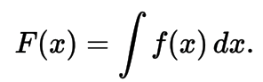 F(x) = ∫ f(x) dx.